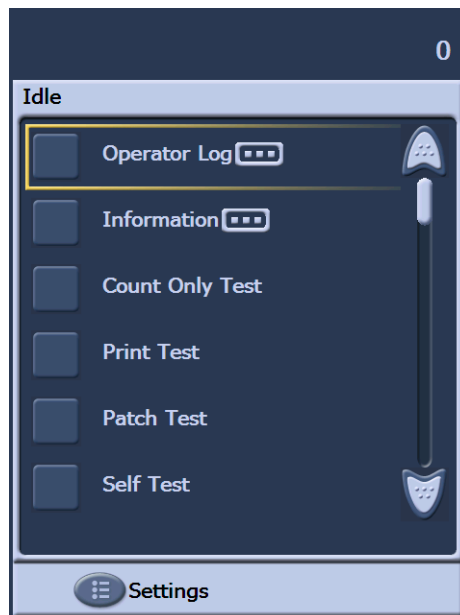 0
Idle
Operator Log
Information
Count Only Test
Print Test
Patch Test
Self Test
Settings